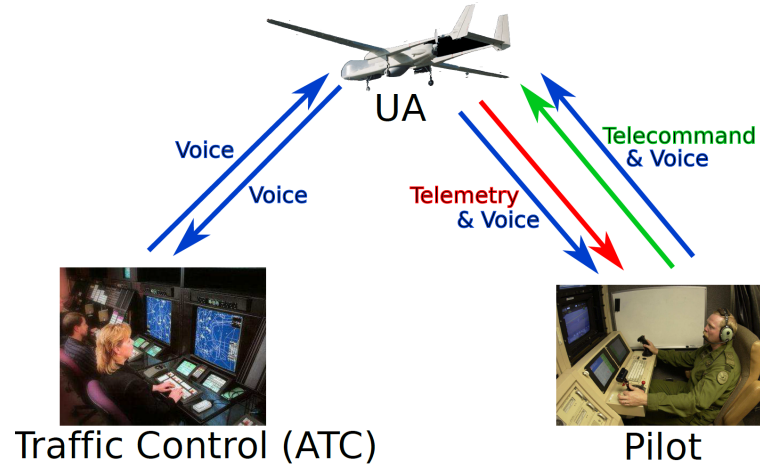 UA
Voice
Voice
Telecommand
& Voice
Telemetry
& Voice
Traffic Control (ATC)
Pilot